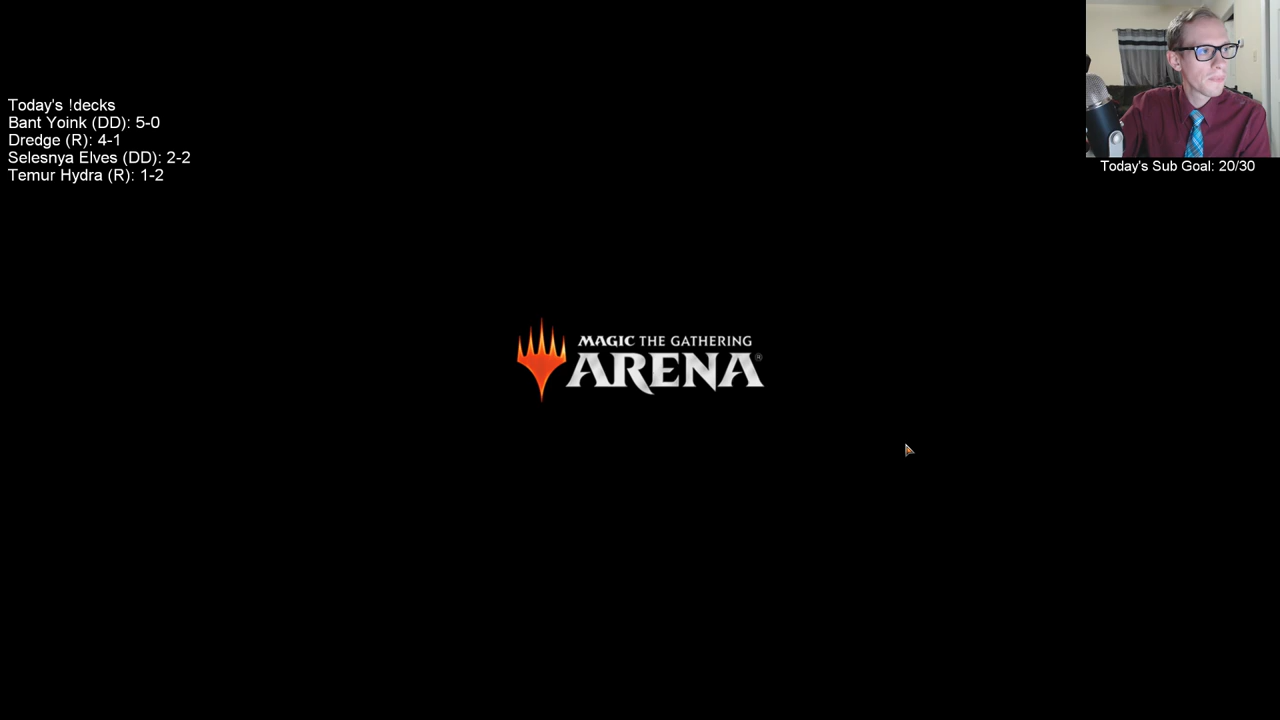 Today's !decks
Bant Yoink (DD): 5-0
Dredge (R): 4-1
Selesnya Elves (DD): 2-2
Temur Hydra (R): 1-2
Today's Sub Goal: 20/30
MAGIC THE GATHERING
ARENA®